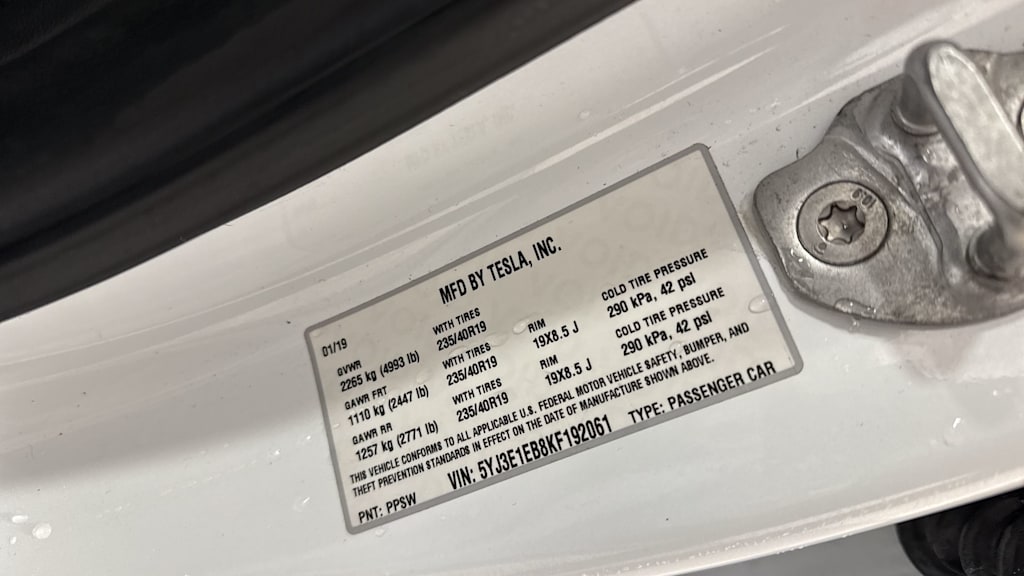 MFD BY TESLA, INC.
01/19
GVWR WITH TIRES RIM COLD TIRE PRESSURE
2265 kg (4993 lb) 235/40R19 19X8.5 J 290 kPa, 42 psi
GAWR FRT WITH TIRES RIM COLD TIRE PRESSURE
1110 kg (2447 lb) 235/40R19 19X8.5 J 290 kPa, 42 psi
GAWR RR WITH TIRES
1257 kg (2771 lb) 235/40R19
THIS VEHICLE CONFORMS TO ALL APPLICABLE U.S. FEDERAL MOTOR VEHICLE SAFETY, BUMPER, AND
THEFT PREVENTION STANDARDS IN EFFECT ON THE DATE OF MANUFACTURE SHOWN ABOVE.
VIN: 5YJ3E1EB8KF192061 TYPE: PASSENGER CAR
PNT: PPSW